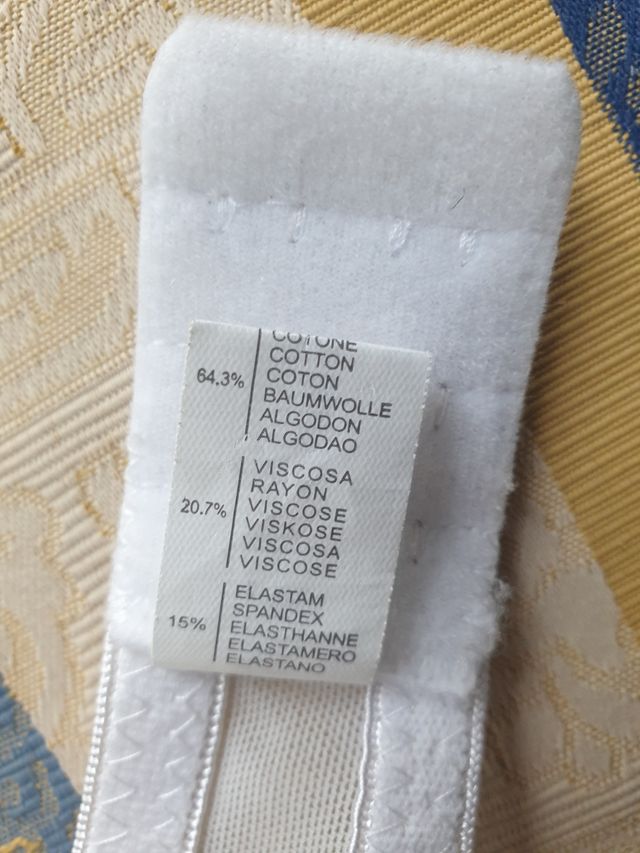 COTONE
COTTON
64.3% COTON
BAUMWOLLE
ALGODON
ALGODAO
VISCOSA
RAYON
20.7% VISCOSE
VISKOSE
VISCOSA
VISCOSE
ELASTAM
SPANDEX
15% ELASTHANNE
ELASTAMERO
ELASTANO